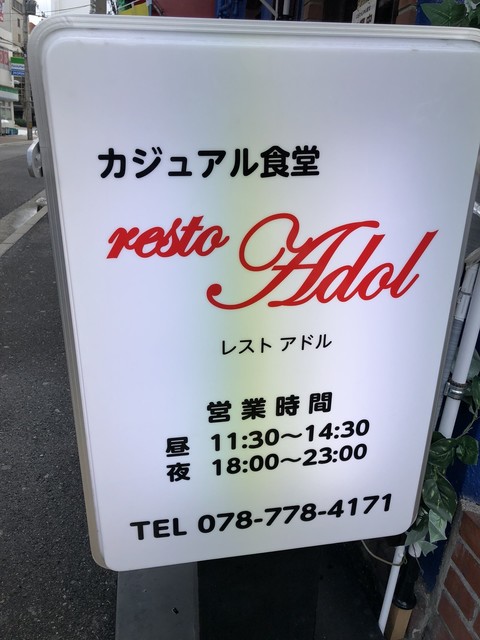 カジュアル食堂
resto Adol
レスト アドル
営業時間
昼 11:30～14:30
夜 18:00～23:00
TEL 078-778-4171